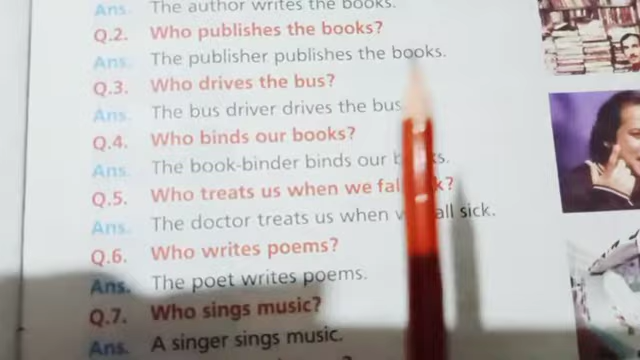 Ans. The author writes the books.
Q.2. Who publishes the books?
Ans. The publisher publishes the books.
Q.3. Who drives the bus?
Ans. The bus driver drives the bus
Q.4. Who binds our books?
Ans. The book-binder binds our
Q.5. Who treats us when we
Ans. The doctor treats us when sick.
Q.6. Who writes poems?
Ans. The poet writes poems.
Q.7. Who sings music?
Ans. A singer sings music.